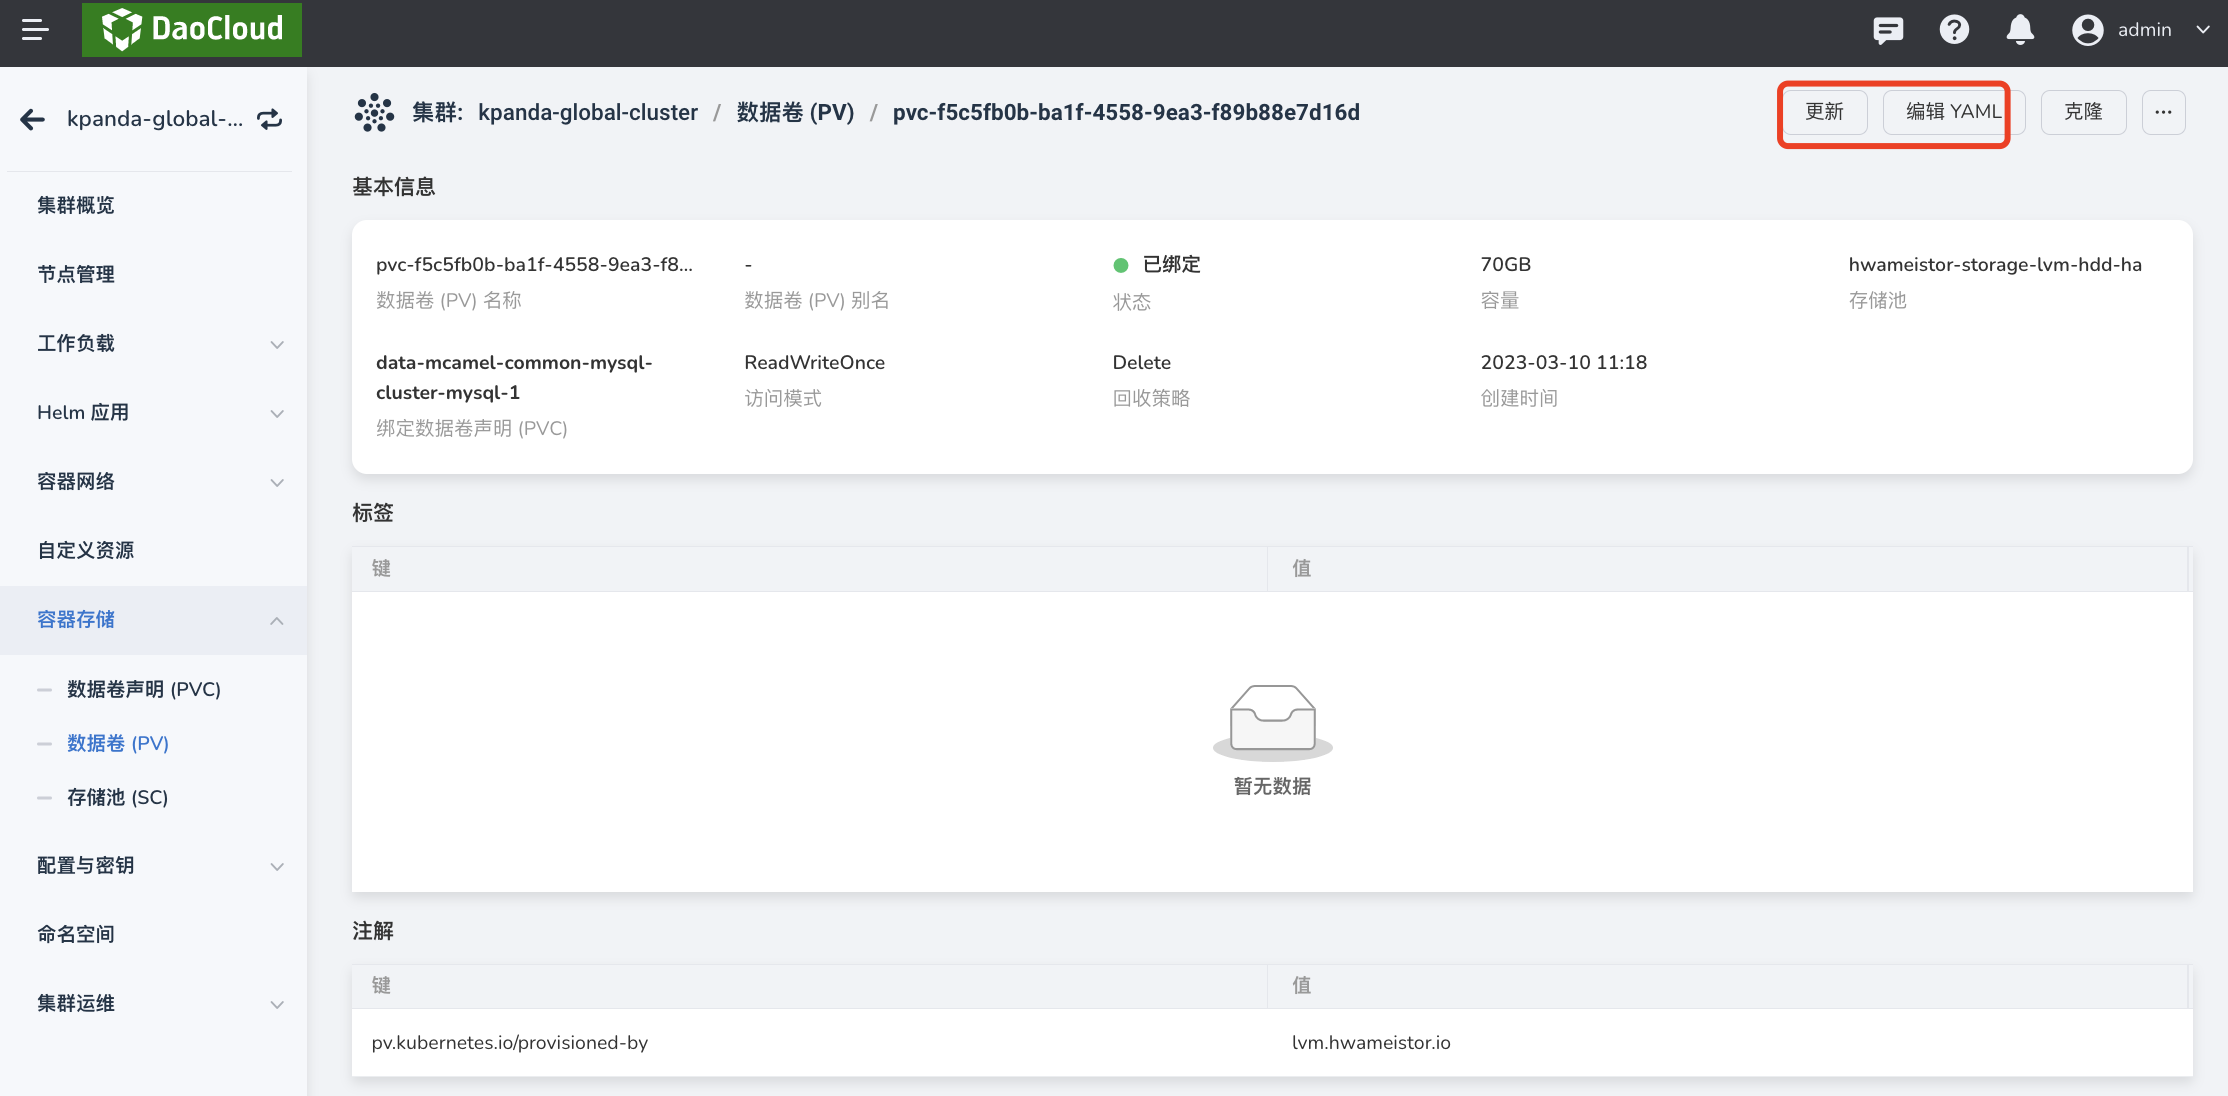 DaoCloud
admin
kpanda-global-...
集群: kpanda-global-cluster / 数据卷 (PV) / pvc-f5c5fb0b-ba1f-4558-9ea3-f89b88e7d16d
更新
编辑 YAML
克隆
集群概览
节点管理
工作负载
Helm 应用
容器网络
自定义资源
容器存储
数据卷声明 (PVC)
数据卷 (PV)
存储池 (SC)
配置与密钥
命名空间
集群运维
基本信息
pvc-f5c5fb0b-ba1f-4558-9ea3-f8...
数据卷 (PV) 名称
-
数据卷 (PV) 别名
已绑定
状态
70GB
容量
hwameistor-storage-lvm-hdd-ha
存储池
data-mcamel-common-mysql-
cluster-mysql-1
绑定数据卷声明 (PVC)
ReadWriteOnce
访问模式
Delete
回收策略
2023-03-10 11:18
创建时间
标签
键 值
暂无数据
注解
键 值
pv.kubernetes.io/provisioned-by lvm.hwameistor.io